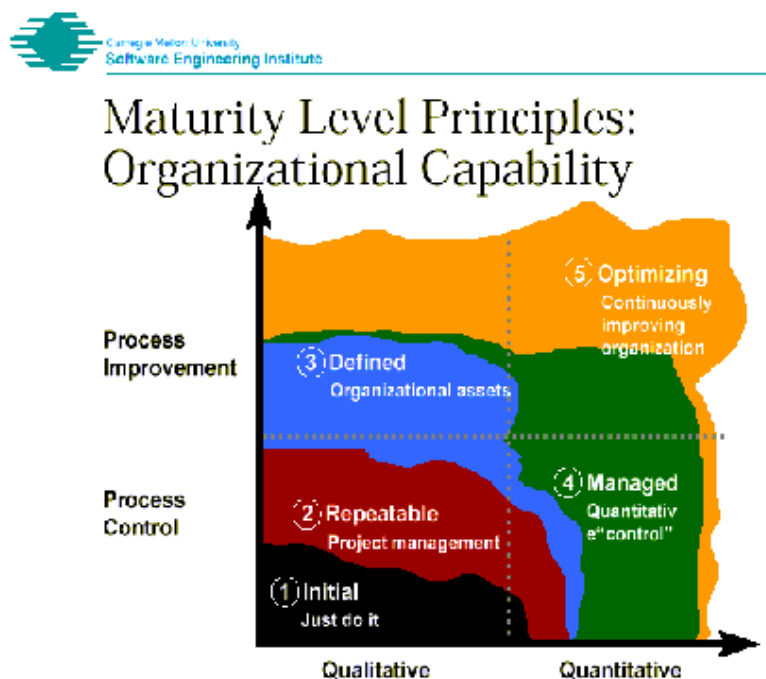 Carnegie Mellon University
Software Engineering Institute
Maturity Level Principles:
Organizational Capability
5 Optimizing
Continuously
improving
organization
Process
Improvement
3 Defined
Organizational assets
4 Managed
Quantitativ
e“control”
Process
Control
2 Repeatable
Project management
1 Initial
Just do it
Qualitative
Quantitative